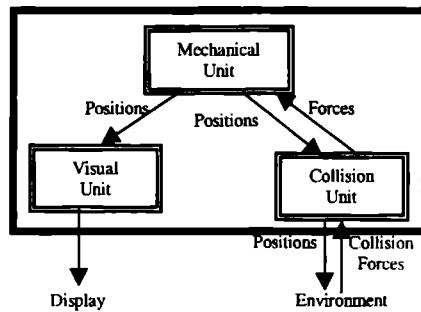 Mechanical
Unit
Positions
Positions
Forces
Visual
Unit
Collision
Unit
Positions
Collision
Forces
Display
Environment